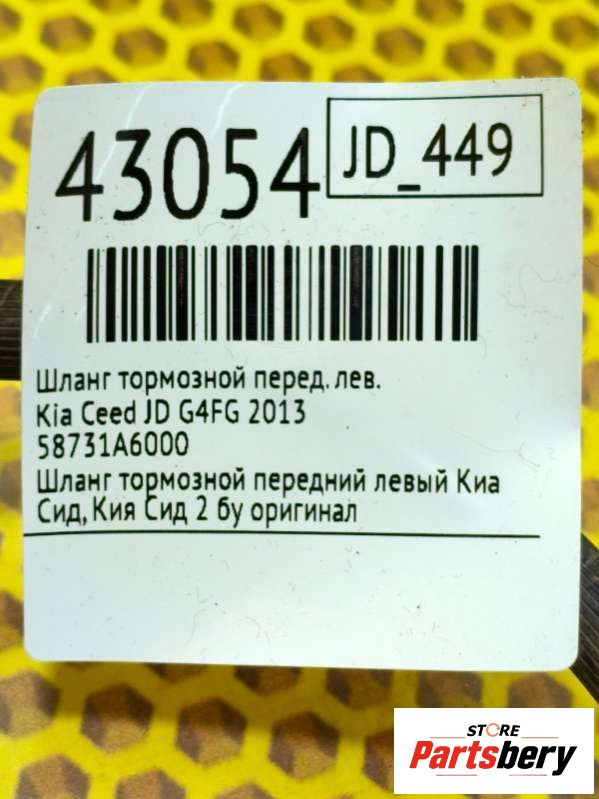 43054
JD_449
Шланг тормозной перед. лев.
Kia Ceed JD G4FG 2013
58731A6000
Шланг тормозной передний левый Киа
Сид, Кия Сид 2 бу оригинал
STORE
Partsbery